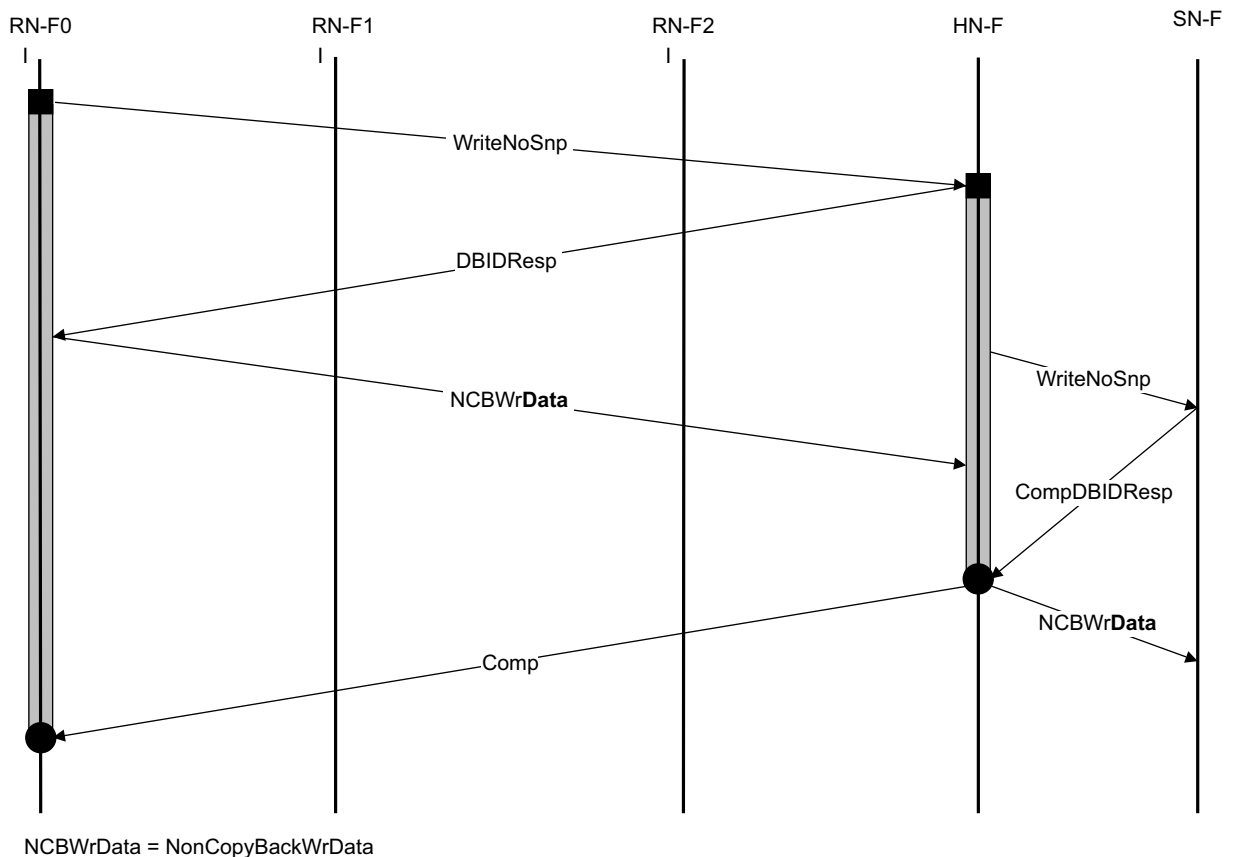 RN-F0 RN-F1 RN-F2 HN-F SN-F
I I I
WriteNoSnp
DBIDResp
WriteNoSnp
NCBWrData
CompDBIDResp
NCBWrData
Comp
NCBWrData = NonCopyBackWrData